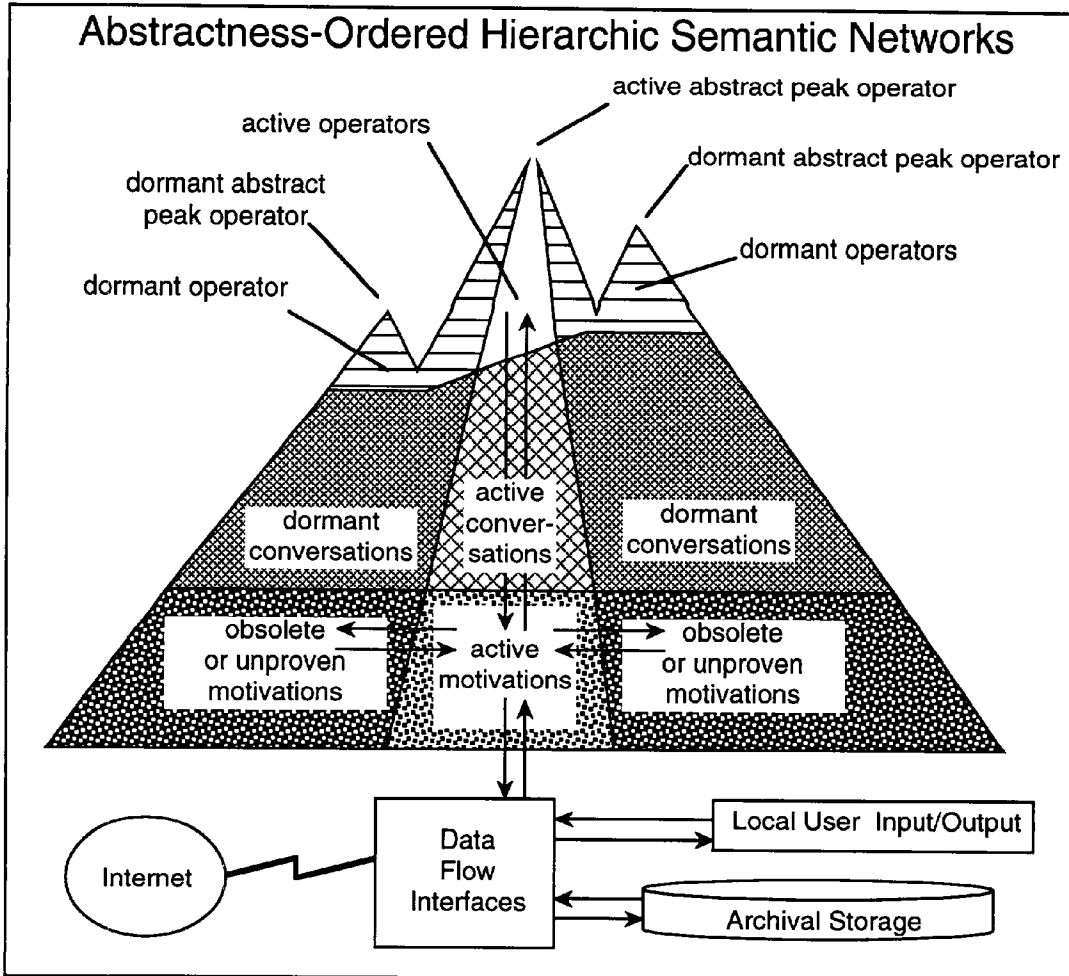 Abstractness-Ordered Hierarchic Semantic Networks
active abstract peak operator
active operators
dormant abstract peak operator
dormant abstract
peak operator
dormant operators
dormant operator
active
conver-
sations
dormant
conversations
dormant
conversations
obsolete
or unproven
motivations
active
motivations
obsolete
or unproven
motivations
Data
Flow
Interfaces
Local User Input/Output
Internet
Archival Storage